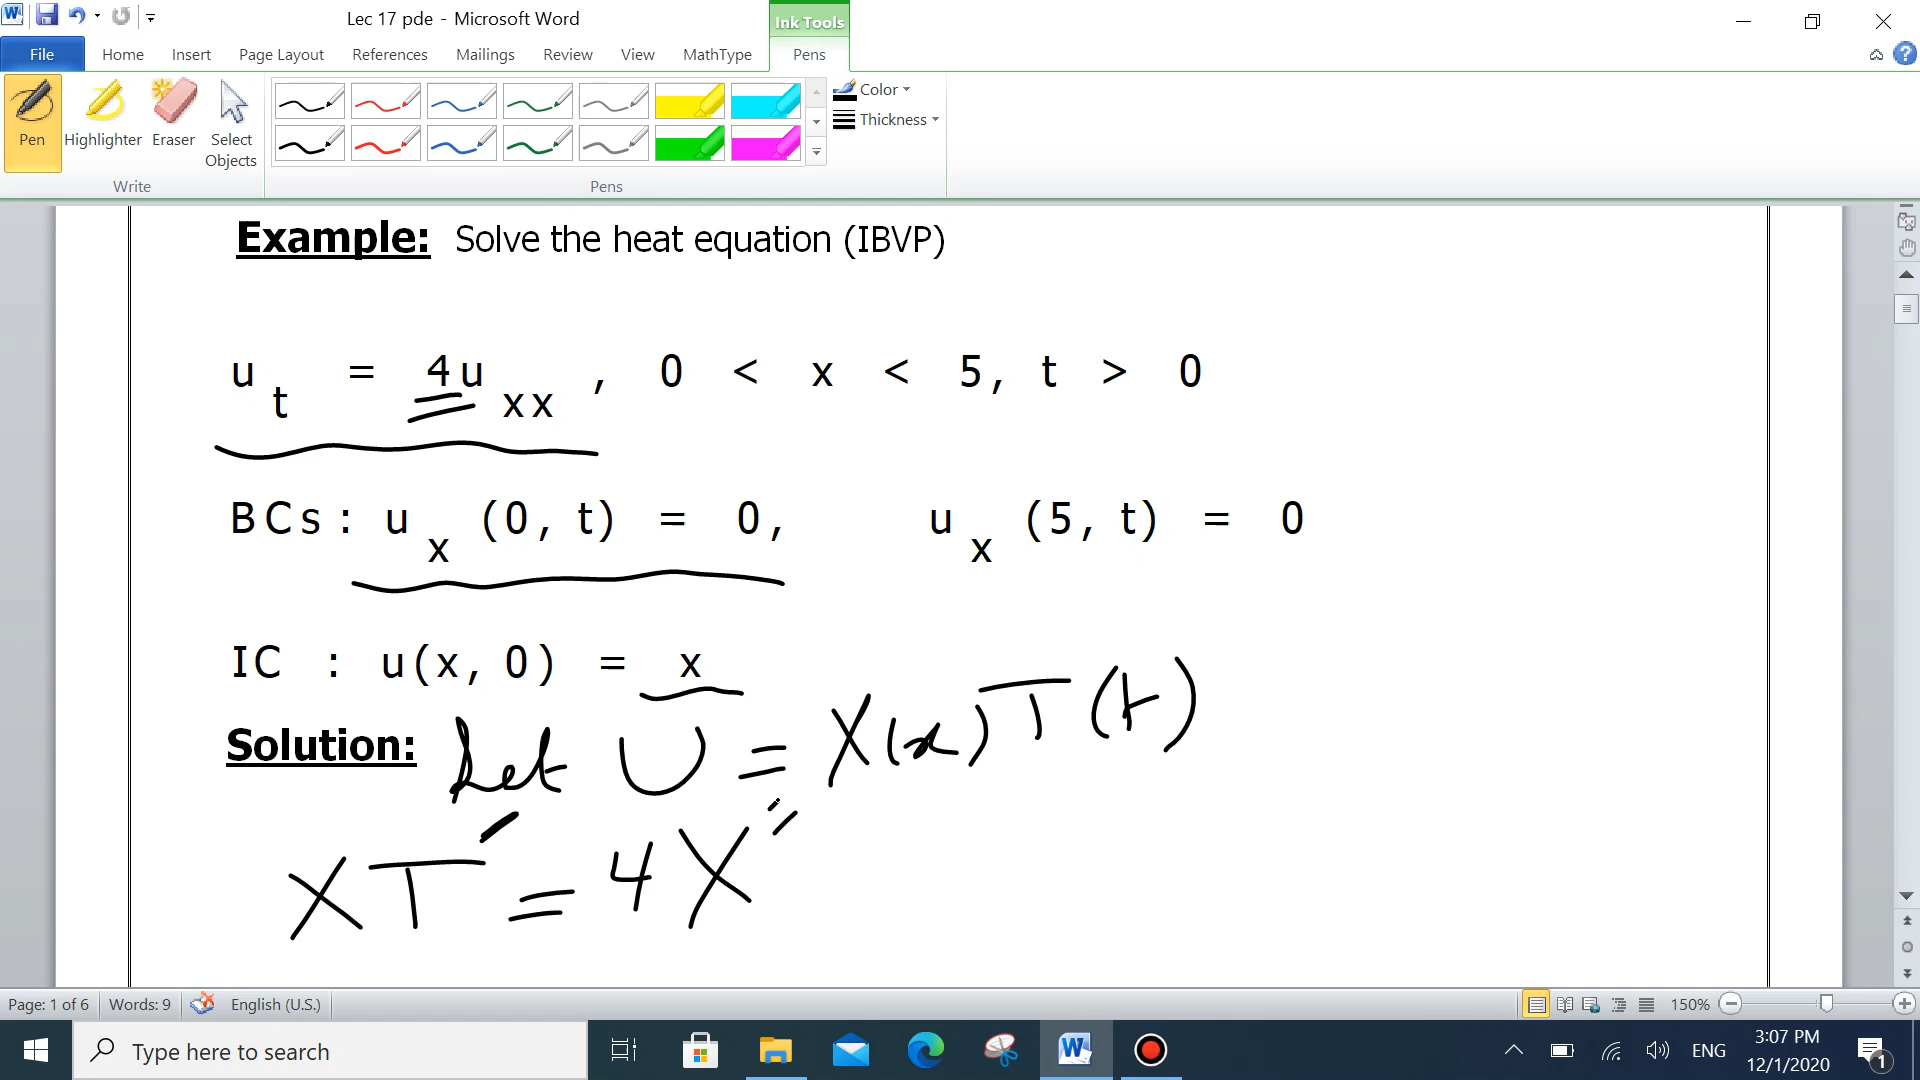 Lec 17 pde - Microsoft Word
Ink Tools
File Home Insert Page Layout References Mailings Review View MathType Pens
Pen Highlighter Eraser Select Objects
Color
Thickness
Write Pens
Example: Solve the heat equation (IBVP)
u_t = 4u_xx , 0 < x < 5, t > 0
BCs: u_x (0, t) = 0, u_x (5, t) = 0
IC : u(x, 0) = x
Solution: Let U = X(x)T(t)
XT' = 4X''
Page: 1 of 6 Words: 9 English (U.S.) 150%
Type here to search
ENG
3:07 PM
12/1/2020
1